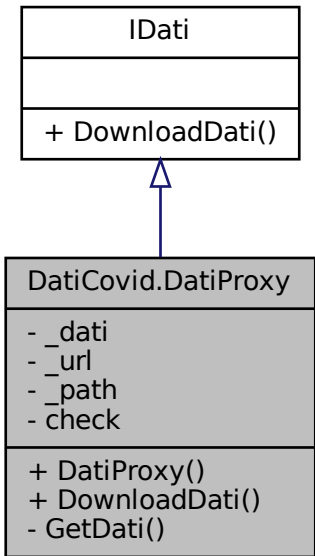 IDati
+ DownloadDati()
DatiCovid.DatiProxy
- _dati
- _url
- _path
- check
+ DatiProxy()
+ DownloadDati()
- GetDati()